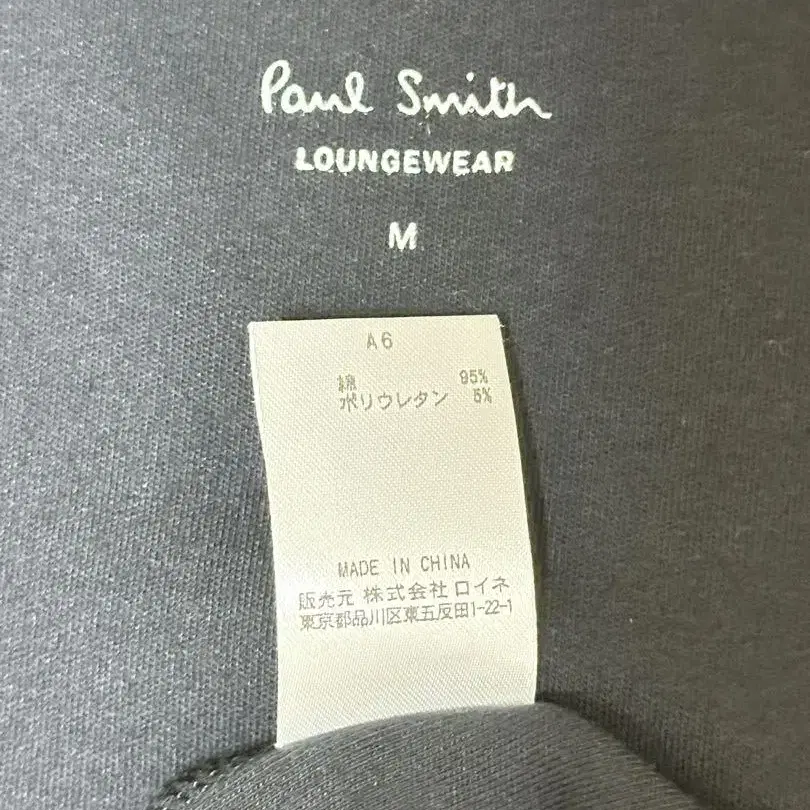 Paul Smith
LOUNGEWEAR
M
A6
綿 95%
ポリウレタン 5%
MADE IN CHINA
販売元 株式会社 ロイネ
東京都品川区東五反田1-22-1